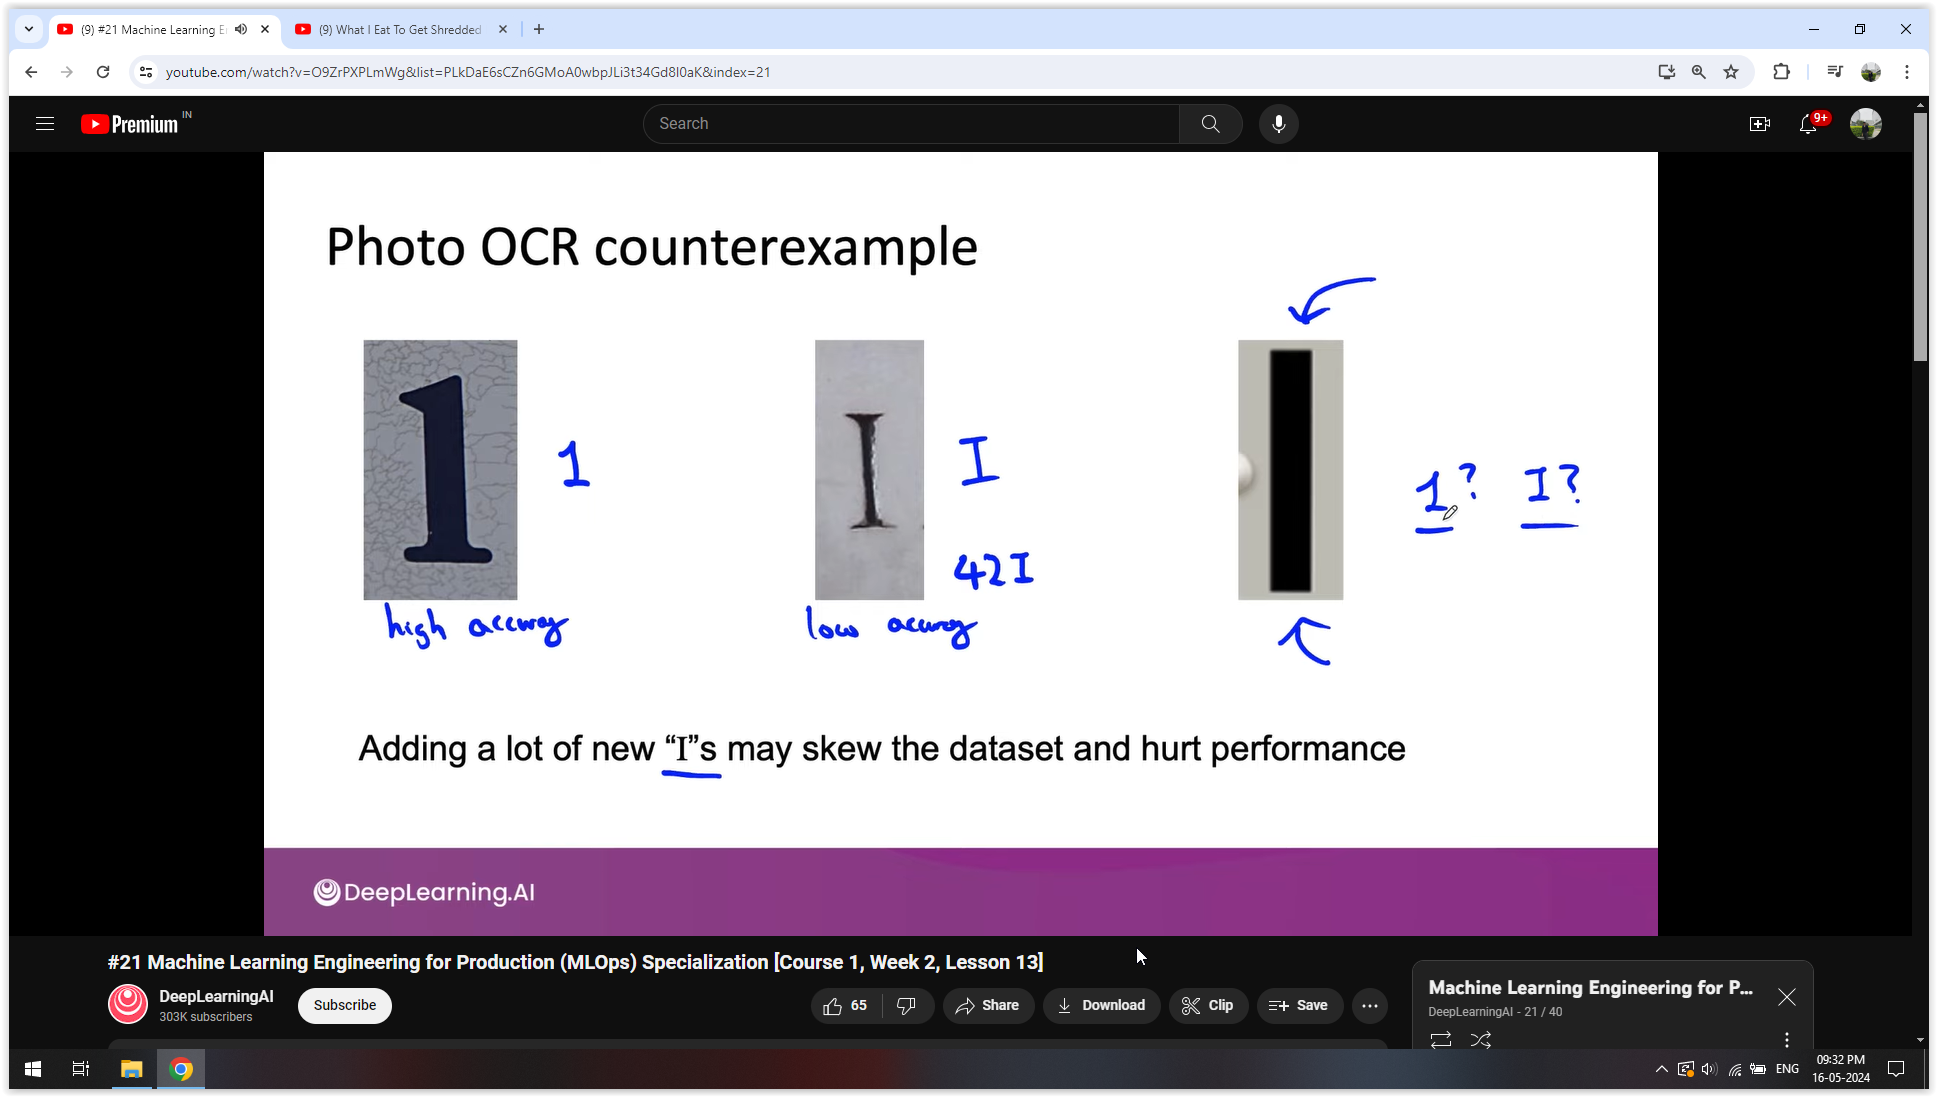 (9) #21 Machine Learning E
(9) What I Eat To Get Shredded
youtube.com/watch?v=O9ZrPXPLmWg&list=PLkDaE6sCZn6GMoA0wbpJLi3t34Gd8I0aK&index=21
Premium IN
Search
9+
Photo OCR counterexample
1 1
I I
1? I?
42I
high accuracy
low accuracy
Adding a lot of new “I”s may skew the dataset and hurt performance
DeepLearning.AI
#21 Machine Learning Engineering for Production (MLOps) Specialization [Course 1, Week 2, Lesson 13]
DeepLearningAI
303K subscribers
Subscribe
65
Share
Download
Clip
Save
Machine Learning Engineering for P...
DeepLearningAI - 21 / 40
ENG
09:32 PM
16-05-2024